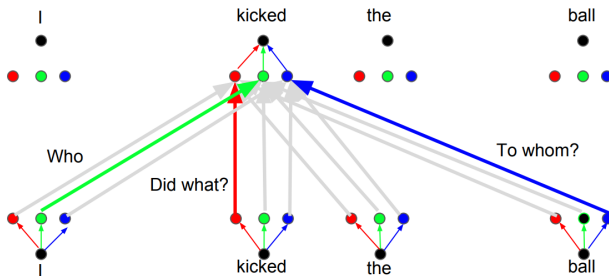 I kicked the ball
Who
To whom?
Did what?
I kicked the ball